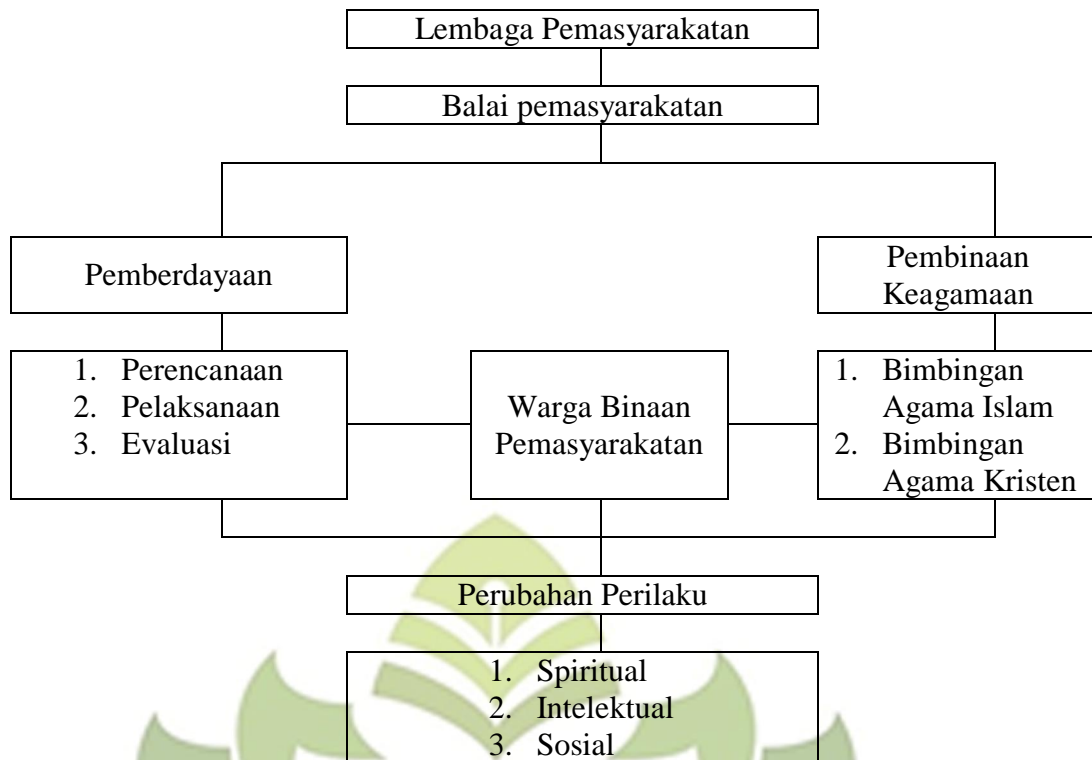 Lembaga Pemasyarakatan
Balai pemasyarakatan
Pemberdayaan
Pembinaan
Keagamaan
1. Perencanaan
2. Pelaksanaan
3. Evaluasi
Warga Binaan
Pemasyarakatan
1. Bimbingan
Agama Islam
2. Bimbingan
Agama Kristen
Perubahan Perilaku
1. Spiritual
2. Intelektual
3. Sosial